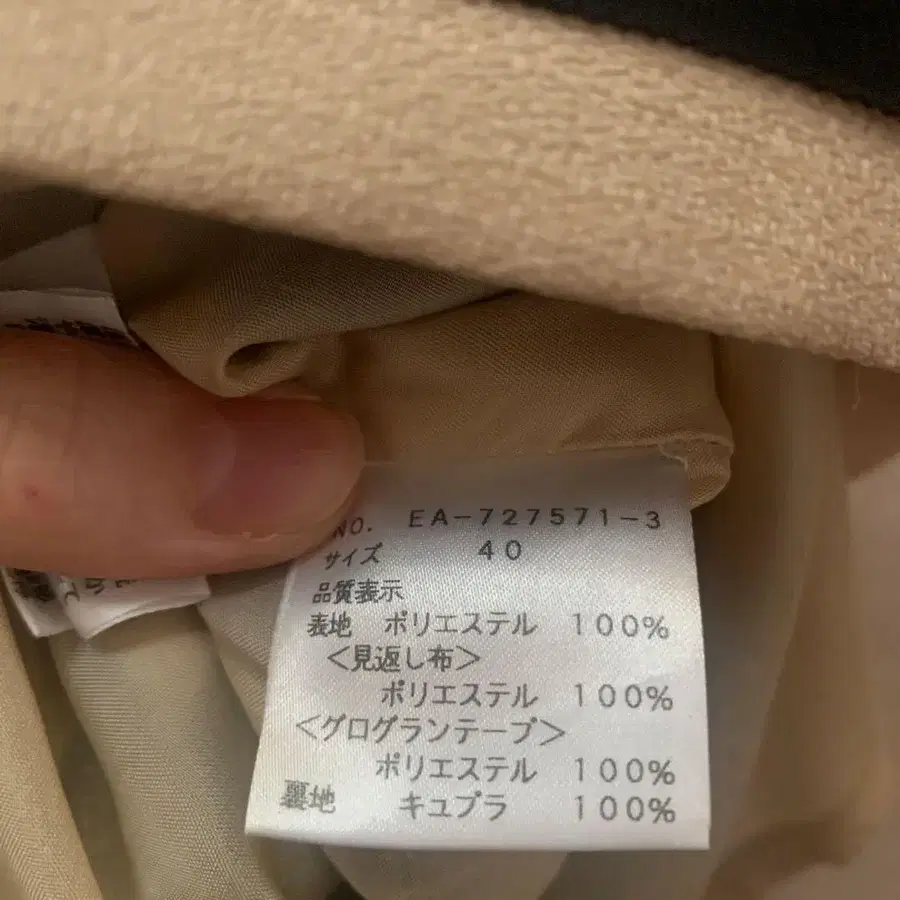 NO. EA-727571-3
サイズ 40
品質表示
表地 ポリエステル 100%
<見返し布>
ポリエステル 100%
<グログランテープ>
ポリエステル 100%
裏地 キュプラ 100%